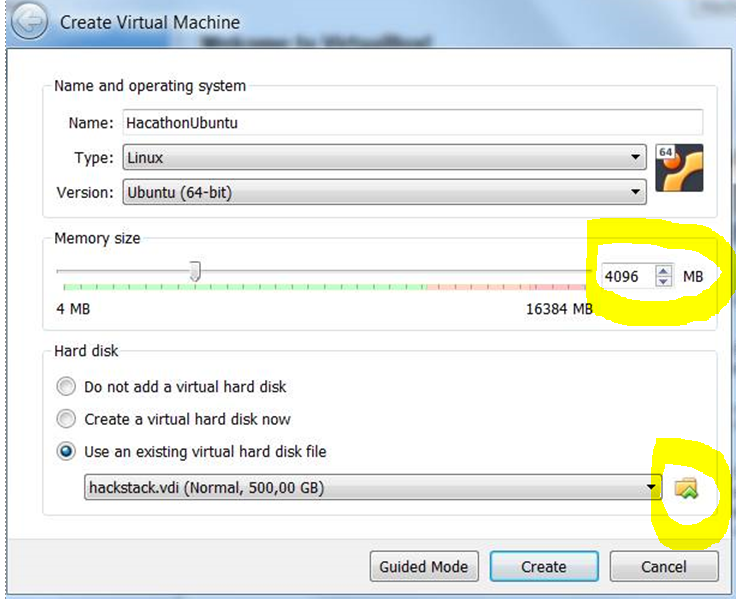 Create Virtual Machine
Name and operating system
Name: HacathonUbuntu
Type: Linux
64
Version: Ubuntu (64-bit)
Memory size
4096 MB
4 MB 16384 MB
Hard disk
Do not add a virtual hard disk
Create a virtual hard disk now
Use an existing virtual hard disk file
hackstack.vdi (Normal, 500,00 GB)
Guided Mode Create Cancel